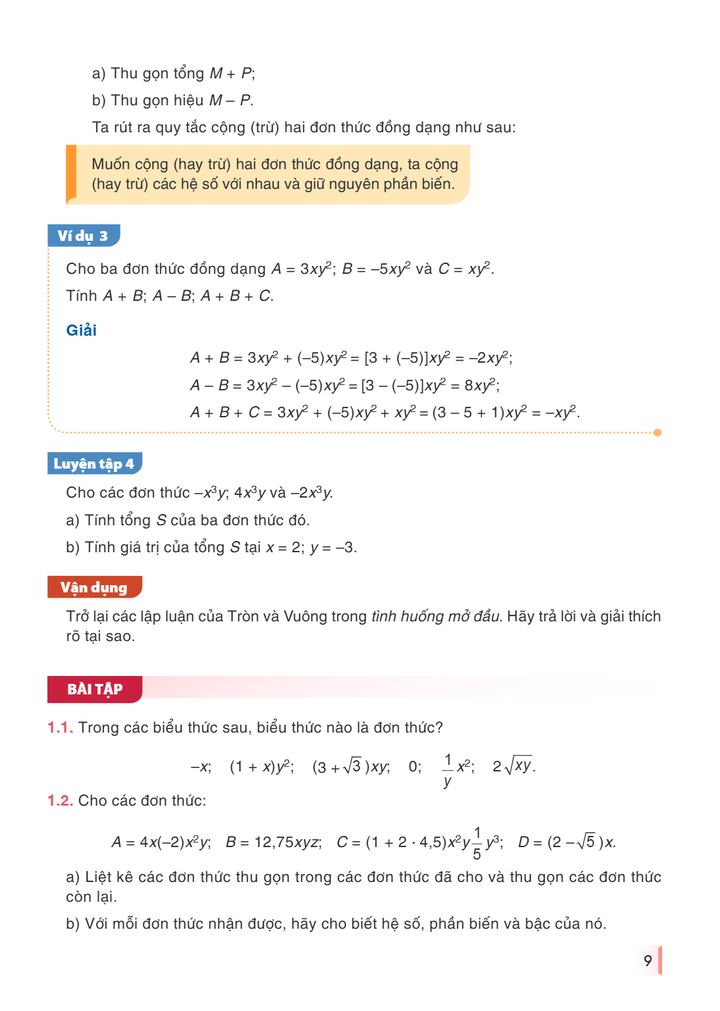 a) Thu gọn tổng M + P;
b) Thu gọn hiệu M – P.
Ta rút ra quy tắc cộng (trừ) hai đơn thức đồng dạng như sau:
Muốn cộng (hay trừ) hai đơn thức đồng dạng, ta cộng
(hay trừ) các hệ số với nhau và giữ nguyên phần biến.
Ví dụ 3
Cho ba đơn thức đồng dạng A = 3xy²; B = –5xy² và C = xy².
Tính A + B; A – B; A + B + C.
Giải
A + B = 3xy² + (–5)xy² = [3 + (–5)]xy² = –2xy²;
A – B = 3xy² – (–5)xy² = [3 – (–5)]xy² = 8xy²;
A + B + C = 3xy² + (–5)xy² + xy² = (3 – 5 + 1)xy² = –xy².
Luyện tập 4
Cho các đơn thức –x³y; 4x³y và –2x³y.
a) Tính tổng S của ba đơn thức đó.
b) Tính giá trị của tổng S tại x = 2; y = –3.
Vận dụng
Trở lại các lập luận của Tròn và Vuông trong tình huống mở đầu. Hãy trả lời và giải thích
rõ tại sao.
BÀI TẬP
1.1. Trong các biểu thức sau, biểu thức nào là đơn thức?
–x; (1 + x)y²; (3 + √3)xy; 0; 1/y x²; 2√xy.
1.2. Cho các đơn thức:
A = 4x(–2)x²y; B = 12,75xyz; C = (1 + 2 · 4,5)x²y 1/5 y³; D = (2 – √5)x.
a) Liệt kê các đơn thức thu gọn trong các đơn thức đã cho và thu gọn các đơn thức
còn lại.
b) Với mỗi đơn thức nhận được, hãy cho biết hệ số, phần biến và bậc của nó.
9